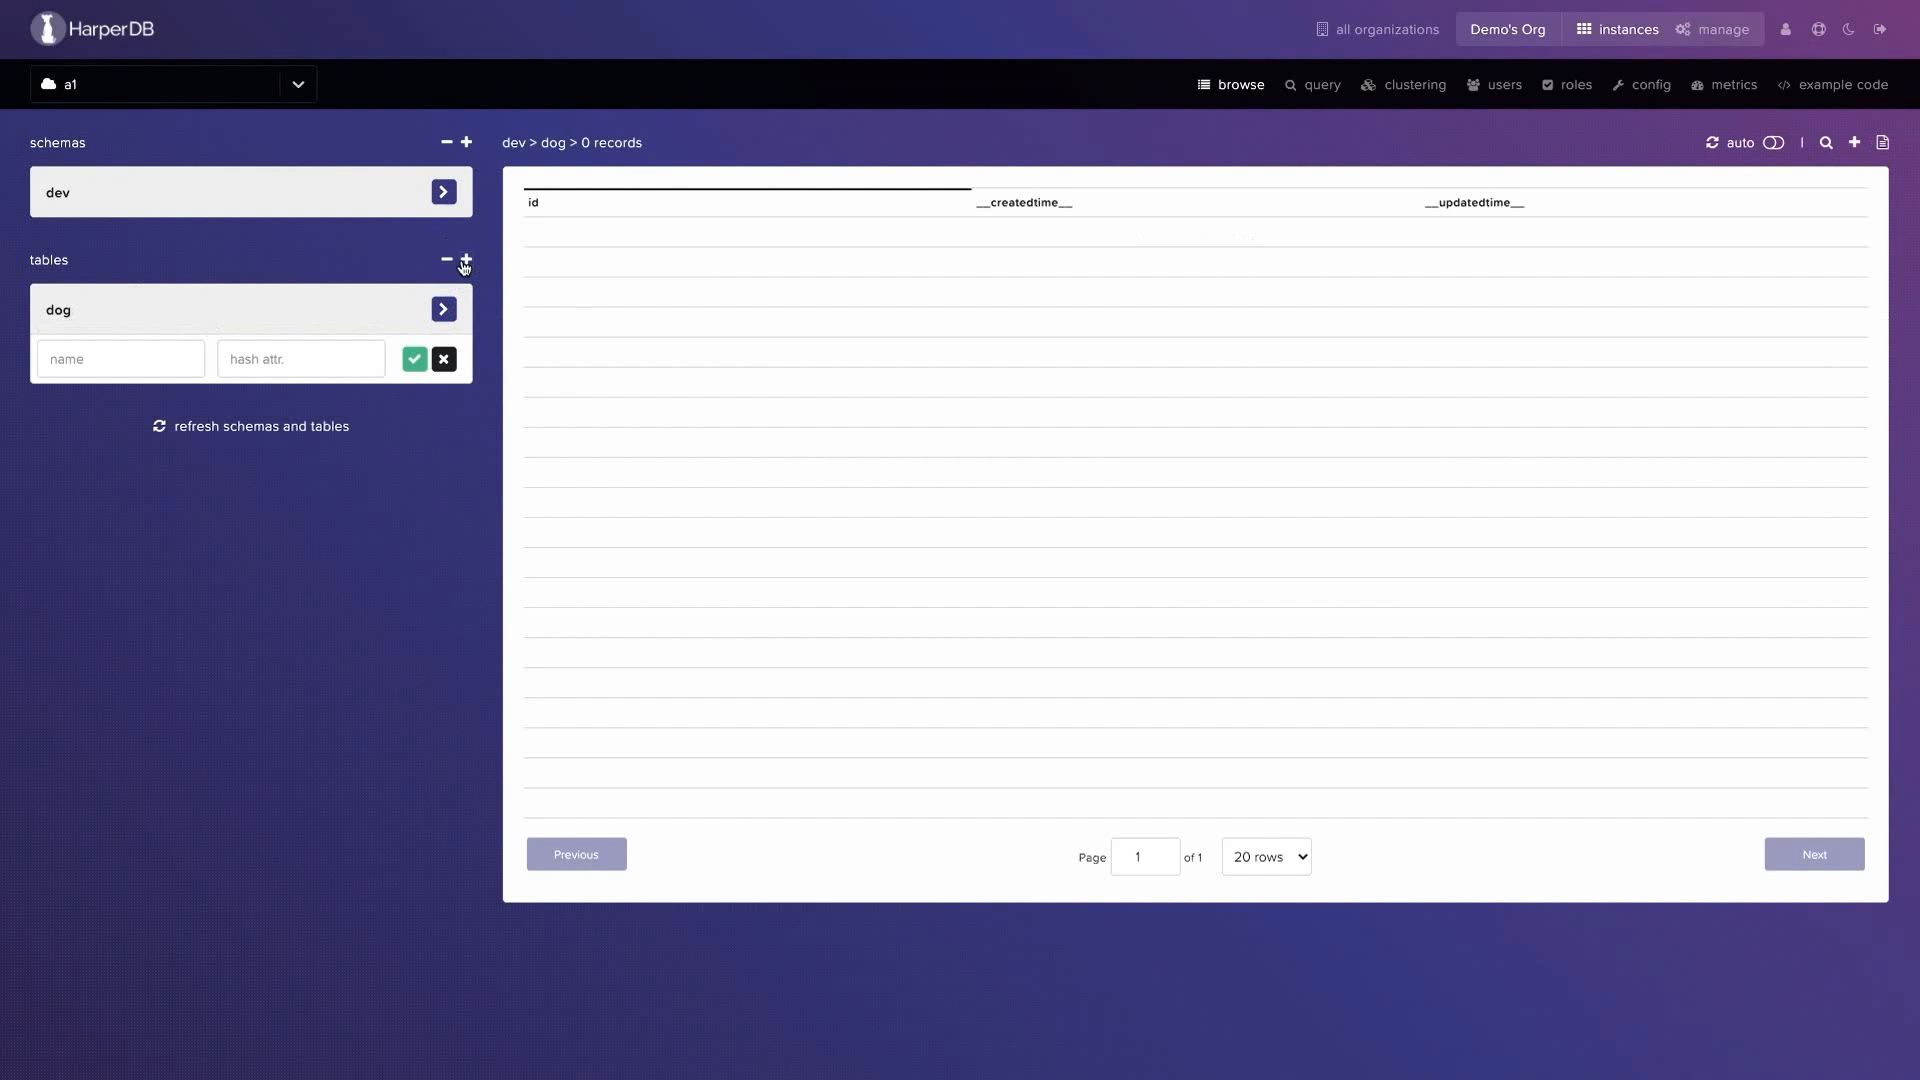 HarperDB
all organizations
Demo's Org
instances
manage
a1
browse
query
clustering
users
roles
config
metrics
example code
schemas
dev > dog > 0 records
auto
dev
id
__createdtime__
__updatedtime__
tables
dog
name
hash attr.
refresh schemas and tables
Previous
Page
1
of 1
20 rows
Next